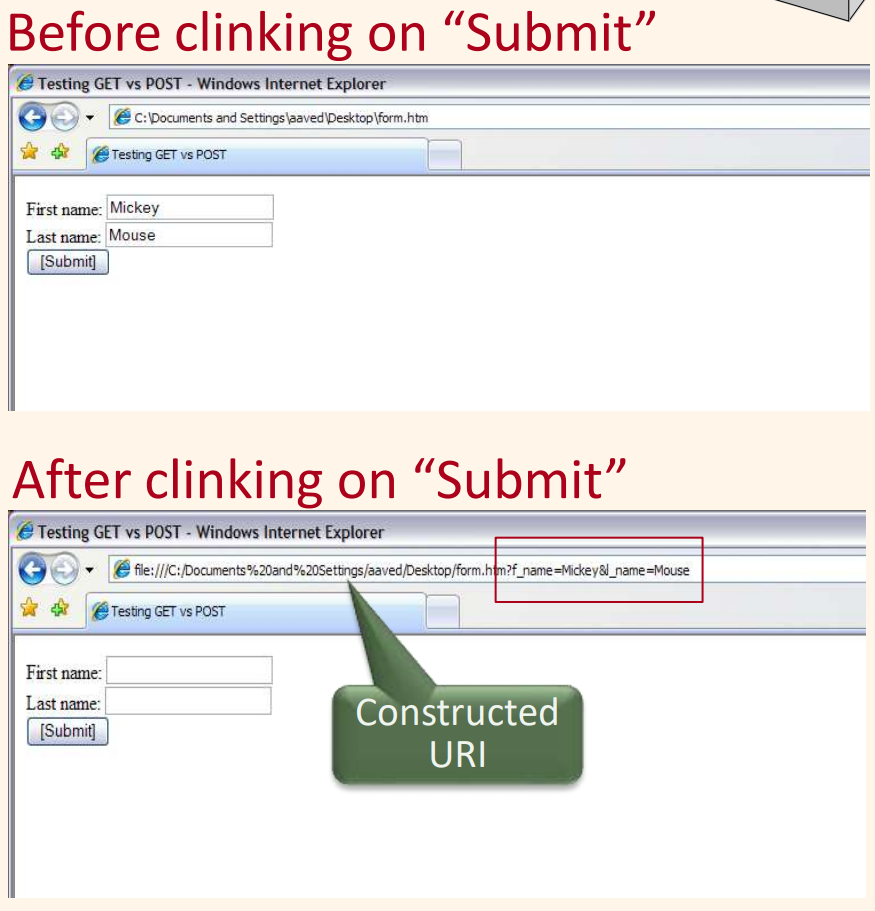 Before clinking on “Submit”
Testing GET vs POST - Windows Internet Explorer
C:\Documents and Settings\aaved\Desktop\form.htm
Testing GET vs POST
First name: Mickey
Last name: Mouse
[Submit]
After clinking on “Submit”
Testing GET vs POST - Windows Internet Explorer
file:///C:/Documents%20and%20Settings/aaved/Desktop/form.htm?f_name=Mickey&l_name=Mouse
Testing GET vs POST
First name:
Last name:
[Submit]
Constructed
URI